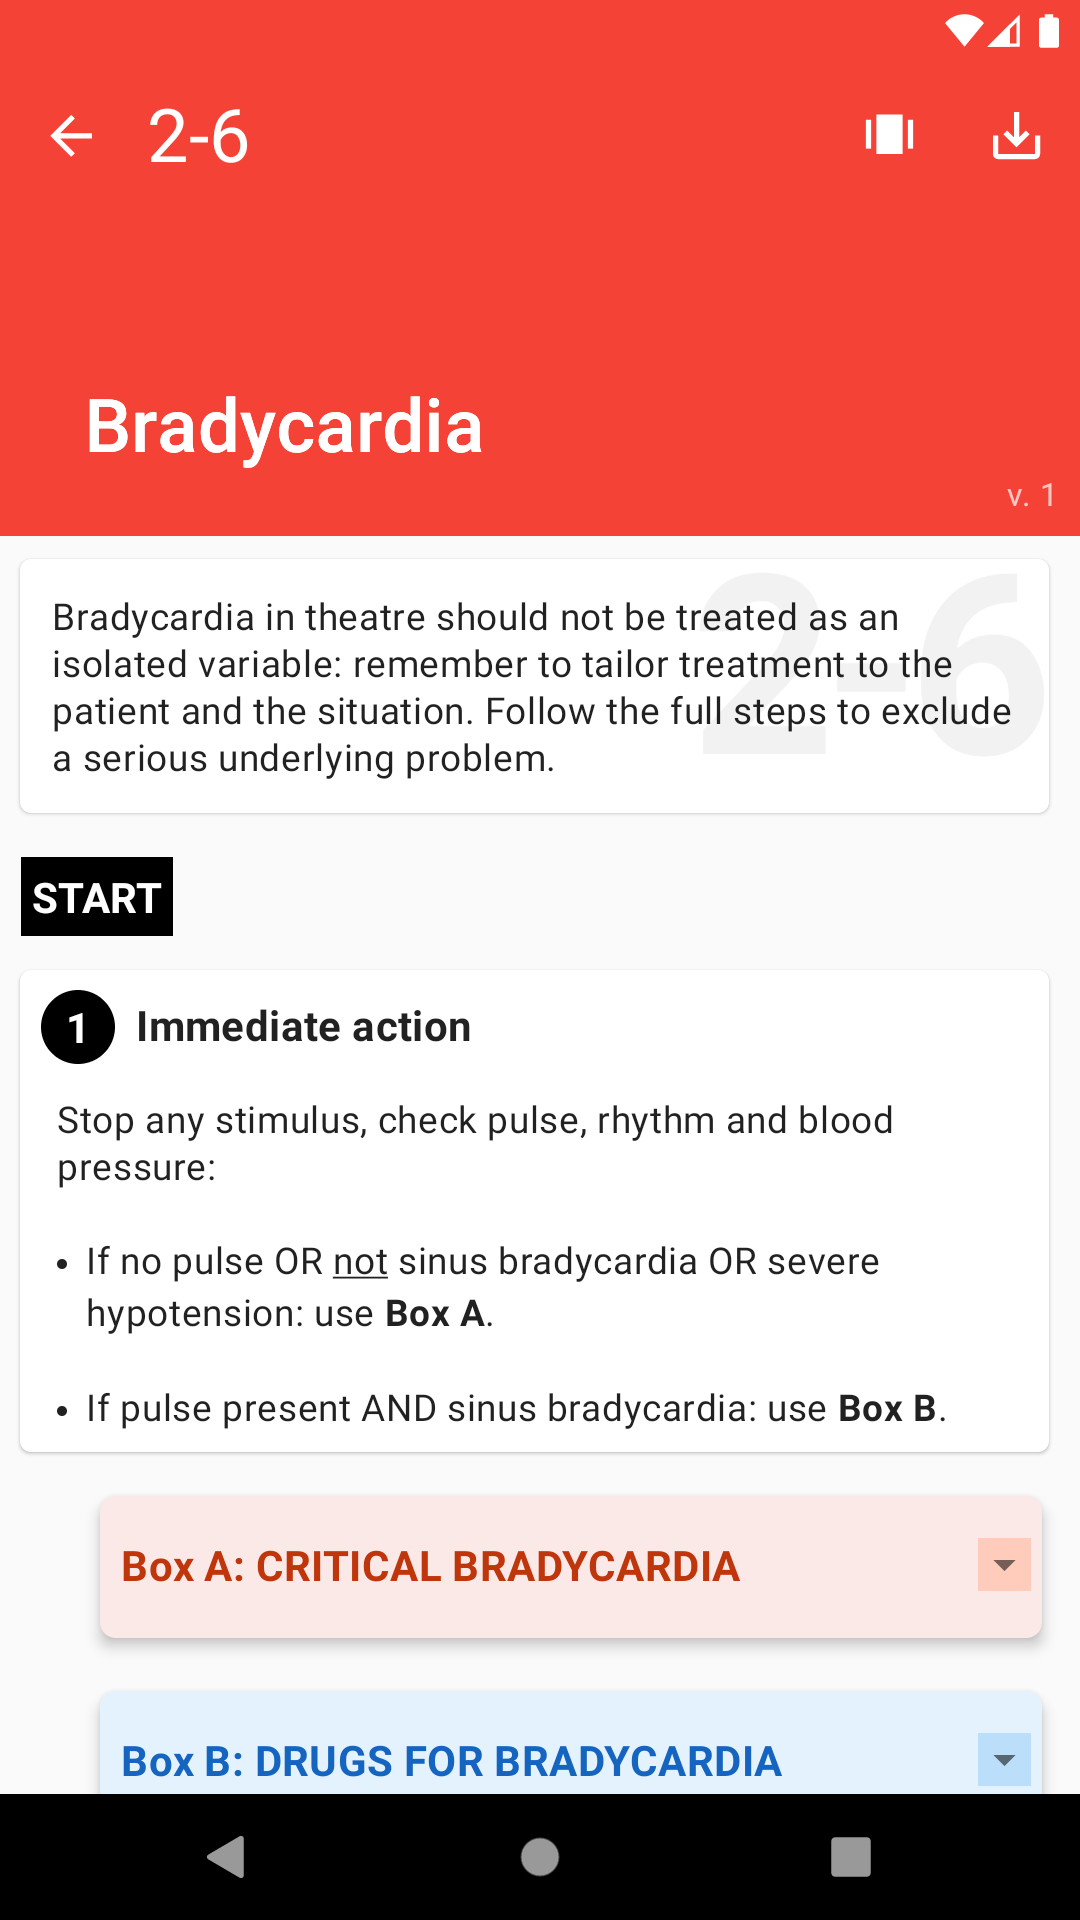 2-6
Bradycardia
v. 1
2-6
Bradycardia in theatre should not be treated as an
isolated variable: remember to tailor treatment to the
patient and the situation. Follow the full steps to exclude
a serious underlying problem.
START
1 Immediate action
Stop any stimulus, check pulse, rhythm and blood
pressure:
• If no pulse OR not sinus bradycardia OR severe
hypotension: use Box A.
• If pulse present AND sinus bradycardia: use Box B.
Box A: CRITICAL BRADYCARDIA
Box B: DRUGS FOR BRADYCARDIA